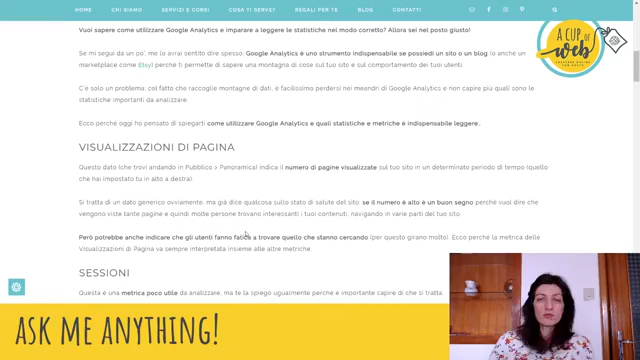 HOME CHI SIAMO SERVIZI E CORSI COSA TI SERVE? REGALI PER TE BLOG CONTATTI
Vuoi sapere come utilizzare Google Analytics e imparare a leggere le statistiche nel modo corretto? Allora sei nel posto giusto!
A CUP OF
web
Se mi segui da un po', me lo avrai sentito dire spesso: Google Analytics è uno strumento indispensabile se possiedi un sito o un blog (o anche un
marketplace come Etsy) perché ti permette di sapere una montagna di cose sul tuo sito e sul comportamento dei tuoi utenti.
C'è solo un problema: col fatto che raccoglie montagne di dati, è facilissimo perdersi nei meandri di Google Analytics e non capire più quali sono le
statistiche importanti da analizzare.
Ecco perché oggi ho pensato di spiegarti come utilizzare Google Analytics e quali statistiche e metriche è indispensabile leggere..
VISUALIZZAZIONI DI PAGINA
Questo dato (che trovi andando in Pubblico > Panoramica) indica il numero di pagine visualizzate sul tuo sito in un determinato periodo di tempo (quello
che hai impostato tu in alto a destra).
Si tratta di un dato generico ovviamente, ma già dice qualcosa sullo stato di salute del sito: se il numero è alto è un buon segno perché vuol dire che
vengono viste tante pagine e quindi molte persone trovano interessanti i tuoi contenuti, navigando in varie parti del tuo sito.
Però potrebbe anche indicare che gli utenti fanno fatica a trovare quello che stanno cercando (per questo girano molto). Ecco perché la metrica delle
Visualizzazioni di Pagina va sempre interpretata insieme alle altre metriche.
SESSIONI
Questa è una metrica poco utile da analizzare, ma te la spiego ugualmente perché è importante capire di che si tratta.
ASK ME ANYTHING!